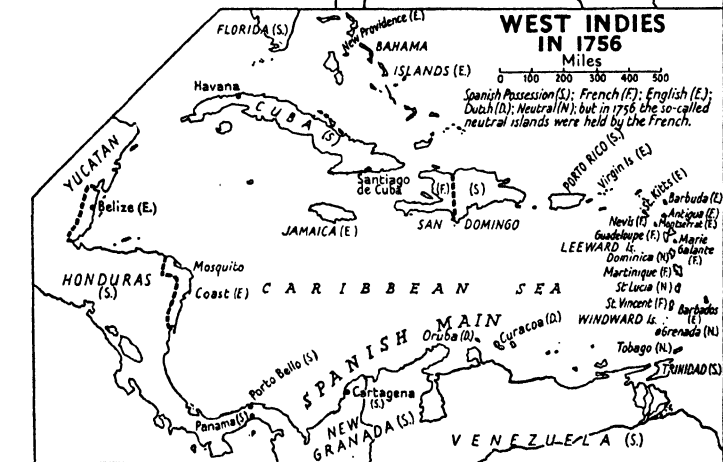 WEST INDIES
IN 1756
Miles
0 100 200 300 400 500
Spanish Possession (S.); French (F.); English (E.);
Dutch (D.); Neutral (N.); but in 1756 the so-called
neutral islands were held by the French.
FLORIDA (S.)
New Providence (E.)
BAHAMA
ISLANDS (E.)
Havana
CUBA (S)
YUCATAN
Santiago
de Cuba
(F.)
(S.)
PORTO RICO (S.)
Virgin Is. (E.)
St. Kitts (E.)
Barbuda (E)
Antigua (E.)
Nevis (F.)
Montserrat (E.)
Guadeloupe (F.)
Marie
Galante
(F.)
LEEWARD Is.
Dominica (N)
Martinique (F.)
St Lucia (N)
St. Vincent (F.)
Barbados
(E.)
WINDWARD Is.
Grenada (N.)
Tobago (N.)
TRINIDAD (S.)
Belize (E.)
JAMAICA (E)
SAN DOMINGO
HONDURAS
(S.)
Mosquito
Coast (E)
CARIBBEAN SEA
SPANISH MAIN
Oruba (D.)
Curacoa (D.)
Porto Bello (S)
Panama (S)
Cartagena
(S.)
NEW
GRANADA (S.)
VENEZUELA (S.)